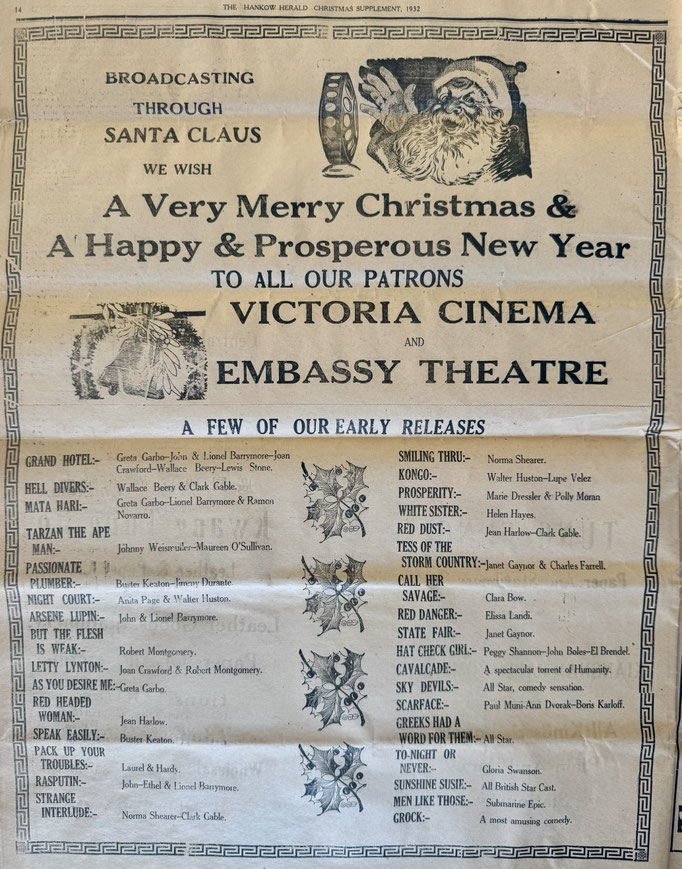 14
THE HANKOW HERALD CHRISTMAS SUPPLEMENT, 1932
BROADCASTING
THROUGH
SANTA CLAUS
WE WISH
A Very Merry Christmas &
A Happy & Prosperous New Year
TO ALL OUR PATRONS
VICTORIA CINEMA
AND
EMBASSY THEATRE
A FEW OF OUR EARLY RELEASES
GRAND HOTEL:- Greta Garbo-John & Lionel Barrymore-Joan
Crawford-Wallace Beery-Lewis Stone.
HELL DIVERS:- Wallace Beery & Clark Gable.
MATA HARI:- Greta Garbo-Lionel Barrymore & Ramon
Novarro.
TARZAN THE APE
MAN:- Johnny Weismuller-Maureen O'Sullivan.
PASSIONATE
PLUMBER:- Buster Keaton-Jimmy Durante.
NIGHT COURT:- Anita Page & Walter Huston.
ARSENE LUPIN:- John & Lionel Barrymore.
BUT THE FLESH
IS WEAK:- Robert Montgomery.
LETTY LYNTON:- Joan Crawford & Robert Montgomery.
AS YOU DESIRE ME:- Greta Garbo.
RED HEADED
WOMAN:- Jean Harlow.
SPEAK EASILY:- Buster Keaton.
PACK UP YOUR
TROUBLES:- Laurel & Hardy.
RASPUTIN:- John-Ethel & Lionel Barrymore.
STRANGE
INTERLUDE:- Norma Shearer-Clark Gable.
SMILING THRU:- Norma Shearer.
KONGO:- Walter Huston-Lupe Velez
PROSPERITY:- Marie Dressler & Polly Moran
WHITE SISTER:- Helen Hayes.
RED DUST:- Jean Harlow-Clark Gable.
TESS OF THE
STORM COUNTRY:- Janet Gaynor & Charles Farrell.
CALL HER
SAVAGE:- Clara Bow.
RED DANGER:- Elissa Landi.
STATE FAIR:- Janet Gaynor.
HAT CHECK GIRL:- Peggy Shannon-John Boles-El Brendel.
CAVALCADE:- A spectacular torrent of Humanity.
SKY DEVILS:- All Star, comedy sensation.
SCARFACE:- Paul Muni-Ann Dvorak-Boris Karloff.
GREEKS HAD A
WORD FOR THEM:- All Star.
TO-NIGHT OR
NEVER:- Gloria Swanson.
SUNSHINE SUSIE:- All British Star Cast.
MEN LIKE THOSE:- Submarine Epic.
GROCK:- A most amusing comedy.